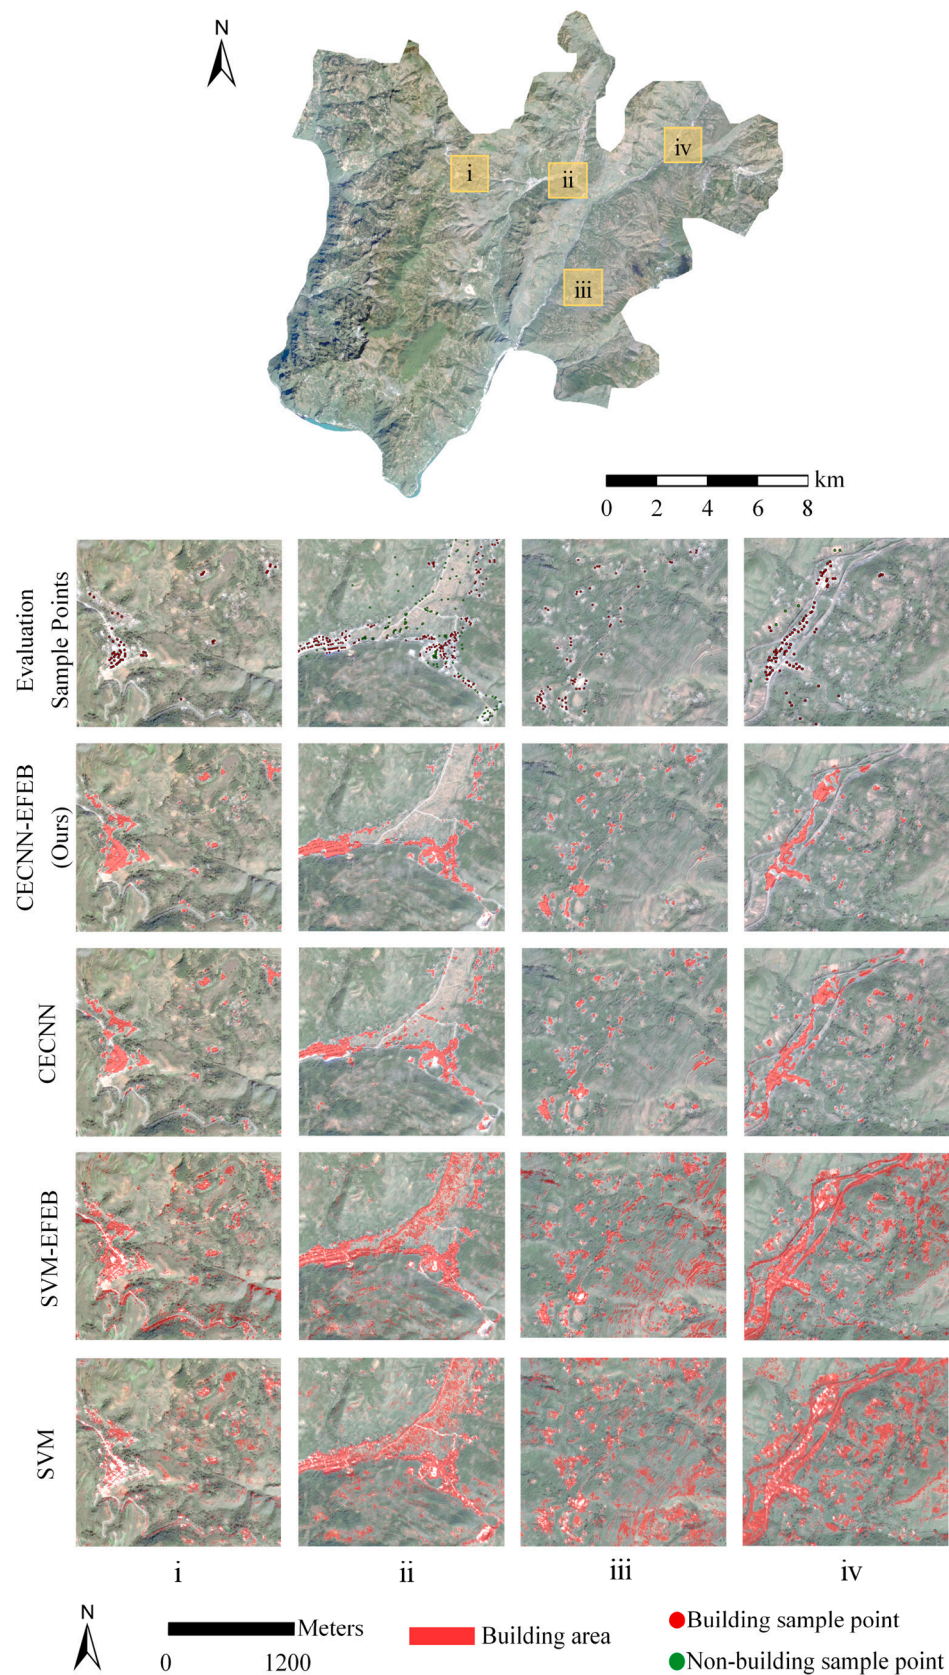 N
i
ii
iv
iii
km
0 2 4 6 8
Evaluation
Sample Points
CECNN-EFEB
(Ours)
CECNN
SVM-EFEB
SVM
i ii iii iv
N
Meters
0 1200
Building area
Building sample point
Non-building sample point